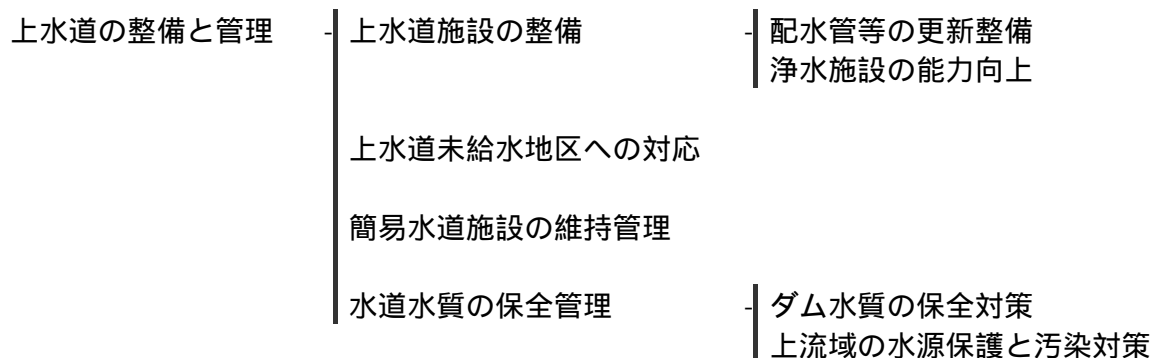 上水道の整備と管理
上水道施設の整備
配水管等の更新整備
浄水施設の能力向上
上水道未給水地区への対応
簡易水道施設の維持管理
水道水質の保全管理
ダム水質の保全対策
上流域の水源保護と汚染対策